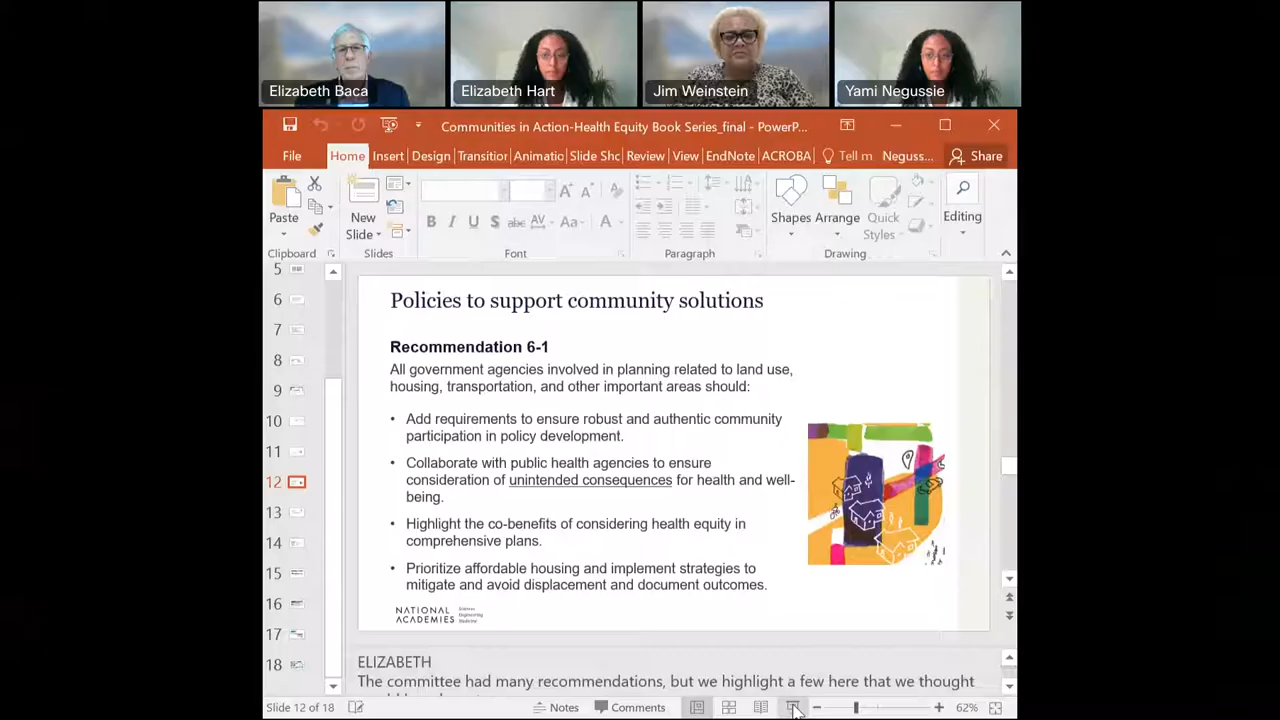 Elizabeth Baca
Elizabeth Hart
Jim Weinstein
Yami Negussie
Communities in Action-Health Equity Book Series_final - PowerP...
File
Home
Insert
Design
Transition
Animatio
Slide Sho
Review
View
EndNote
ACROBA
Tell m
Neguss...
Share
Paste
New
Slide
Shapes
Arrange
Quick
Styles
Editing
Clipboard
Slides
Font
Paragraph
Drawing
B I U S abc AV Aa A
5
6
7
8
9
10
11
12
13
14
15
16
17
18
Policies to support community solutions
Recommendation 6-1
All government agencies involved in planning related to land use,
housing, transportation, and other important areas should:
• Add requirements to ensure robust and authentic community
participation in policy development.
• Collaborate with public health agencies to ensure
consideration of unintended consequences for health and well-
being.
• Highlight the co-benefits of considering health equity in
comprehensive plans.
• Prioritize affordable housing and implement strategies to
mitigate and avoid displacement and document outcomes.
NATIONAL
ACADEMIES
Sciences
Engineering
Medicine
ELIZABETH
The committee had many recommendations, but we highlight a few here that we thought
Slide 12 of 18
Notes
Comments
62%